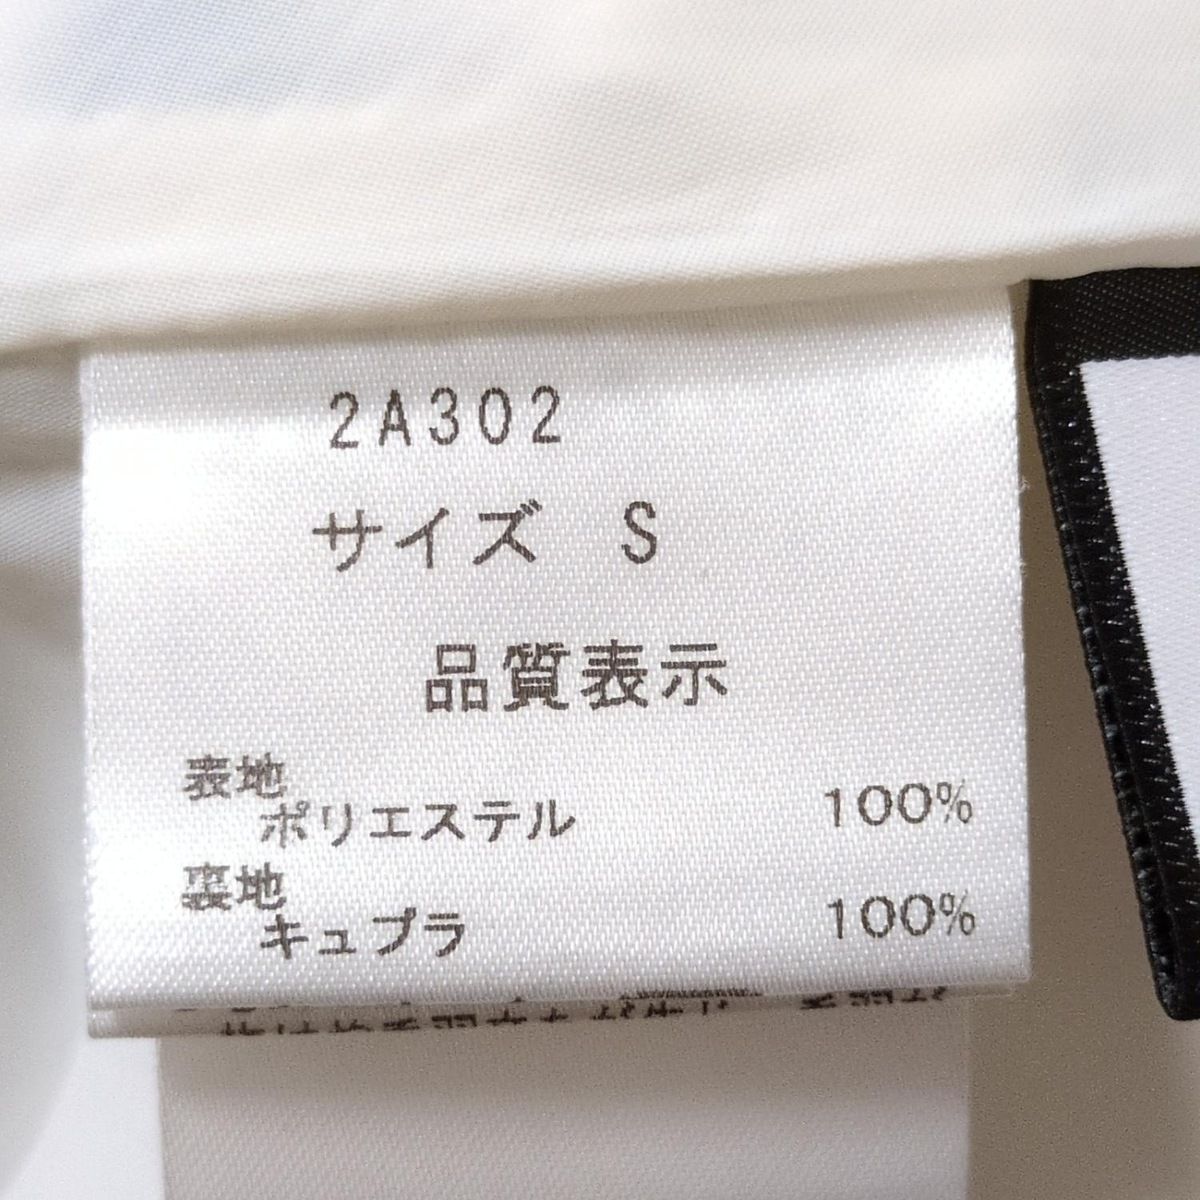 2A302
サイズ S
品質表示
表地
ポリエステル 100%
裏地
キュプラ 100%